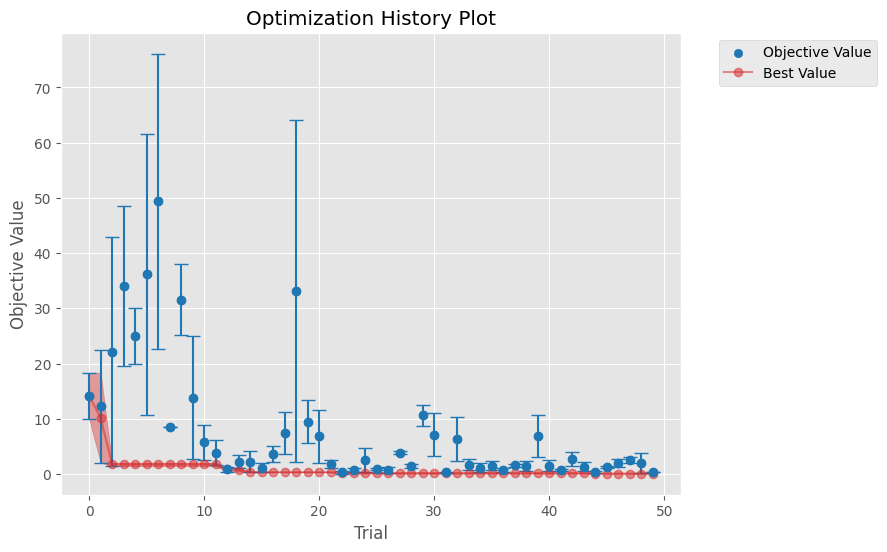 Optimization History Plot
Objective Value
Best Value
Objective Value
70
60
50
40
30
20
10
0
0 10 20 30 40 50
Trial